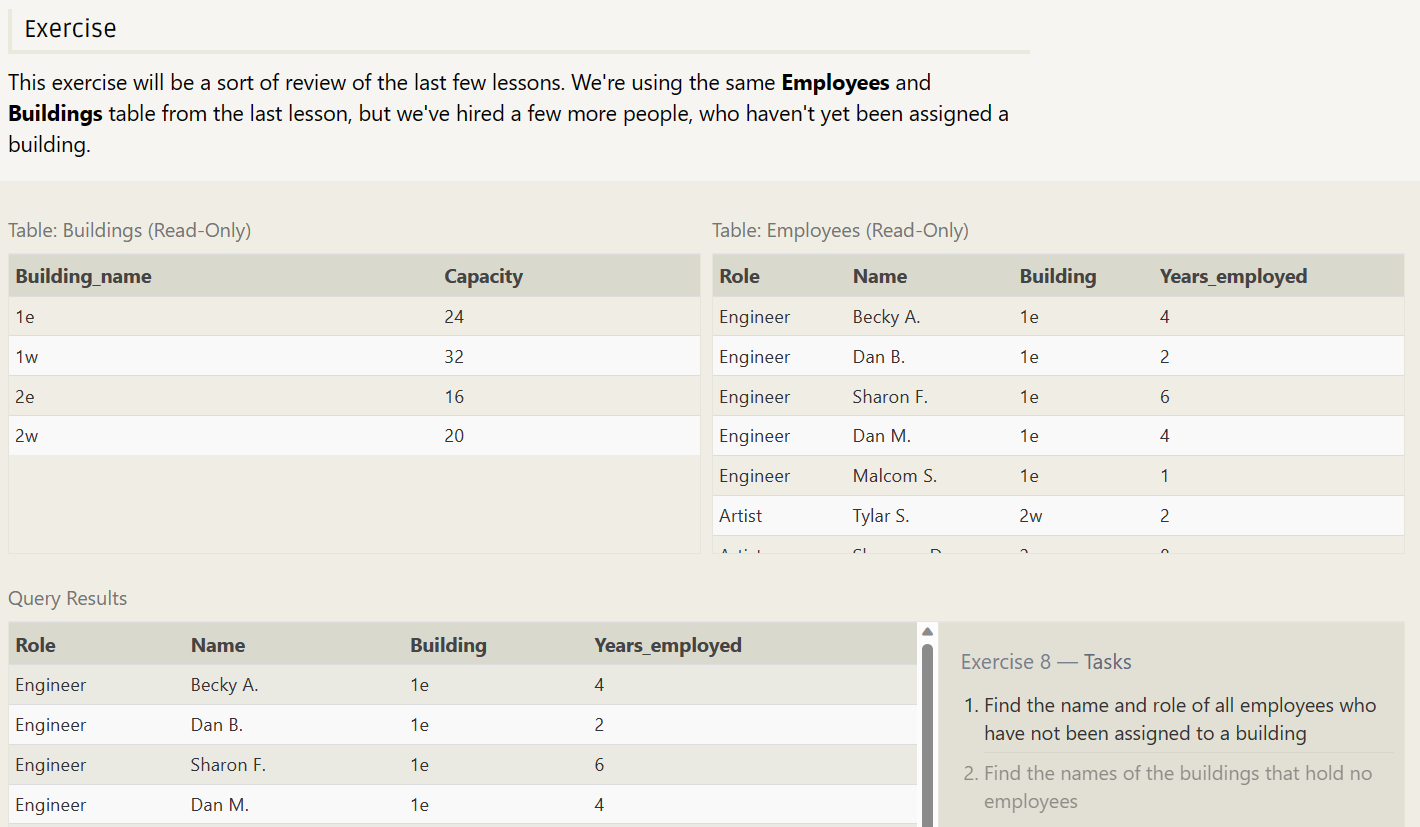 Exercise
This exercise will be a sort of review of the last few lessons. We're using the same Employees and
Buildings table from the last lesson, but we've hired a few more people, who haven't yet been assigned a
building.
Table: Buildings (Read-Only)
Building_name Capacity
1e 24
1w 32
2e 16
2w 20
Table: Employees (Read-Only)
Role Name Building Years_employed
Engineer Becky A. 1e 4
Engineer Dan B. 1e 2
Engineer Sharon F. 1e 6
Engineer Dan M. 1e 4
Engineer Malcom S. 1e 1
Artist Tylar S. 2w 2
Query Results
Role Name Building Years_employed
Engineer Becky A. 1e 4
Engineer Dan B. 1e 2
Engineer Sharon F. 1e 6
Engineer Dan M. 1e 4
Exercise 8 — Tasks
1. Find the name and role of all employees who
have not been assigned to a building
2. Find the names of the buildings that hold no
employees